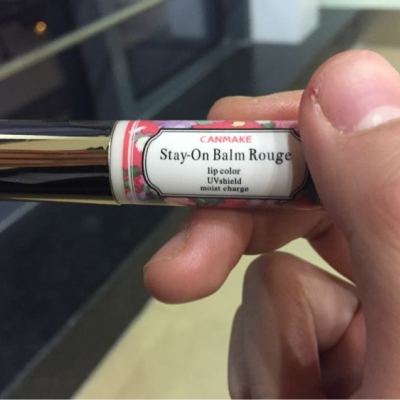 CANMAKE
Stay-On Balm Rouge
lip color
UVshield
moist charge